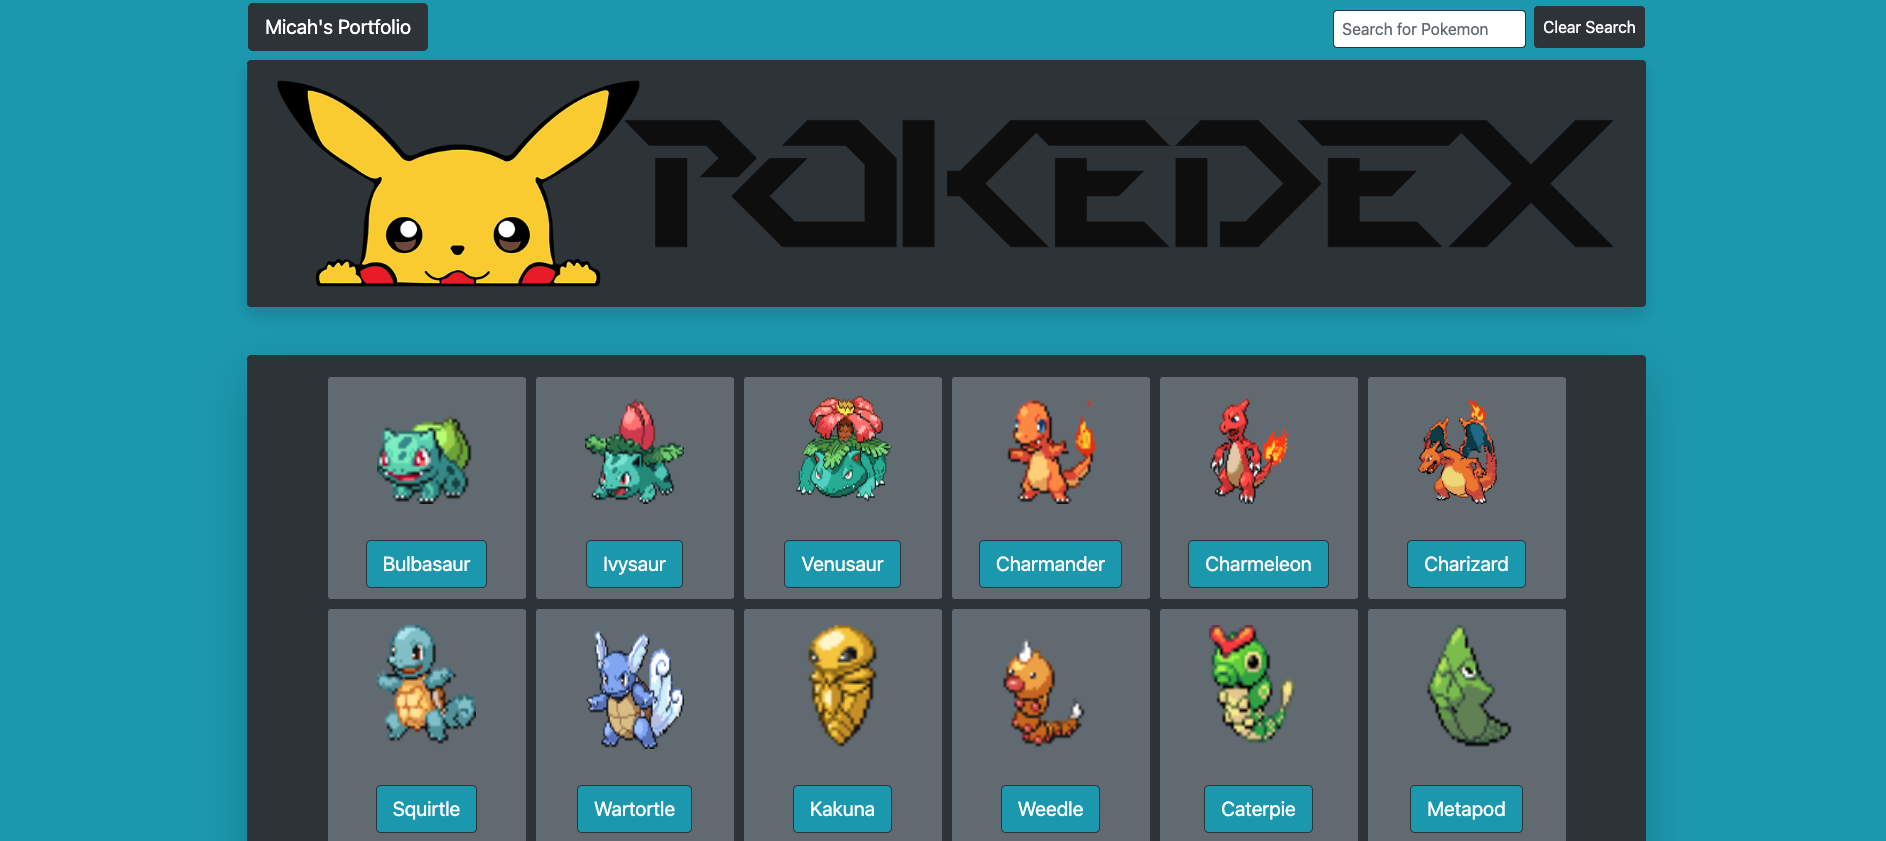 Micah's Portfolio
Search for Pokemon
Clear Search
POKEDEX
Bulbasaur
Ivysaur
Venusaur
Charmander
Charmeleon
Charizard
Squirtle
Wartortle
Kakuna
Weedle
Caterpie
Metapod